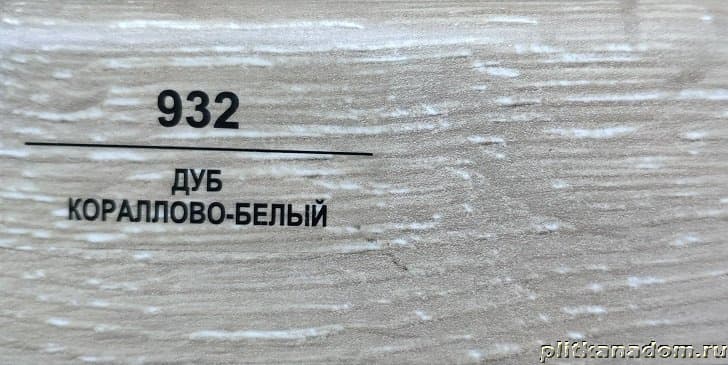 932
ДУБ
КОРАЛЛОВО-БЕЛЫЙ
plitkanadom.ru